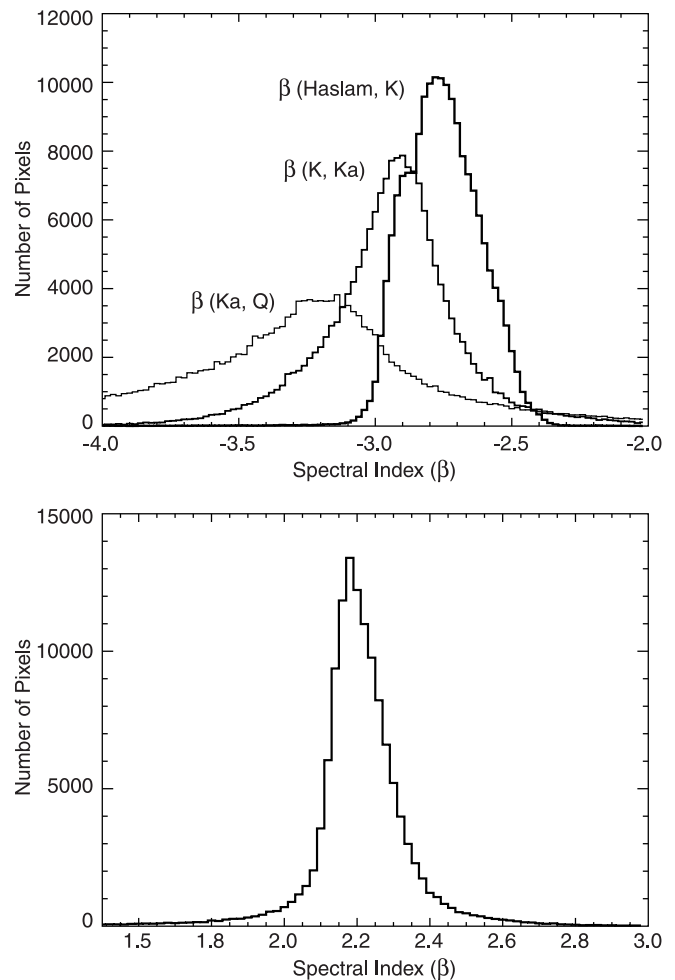 12000
10000
8000
6000
4000
2000
0
Number of Pixels
β (Haslam, K)
β (K, Ka)
β (Ka, Q)
-4.0 -3.5 -3.0 -2.5 -2.0
Spectral Index (β)
15000
10000
5000
0
Number of Pixels
1.5 1.8 2.0 2.2 2.4 2.6 2.8 3.0
Spectral Index (β)